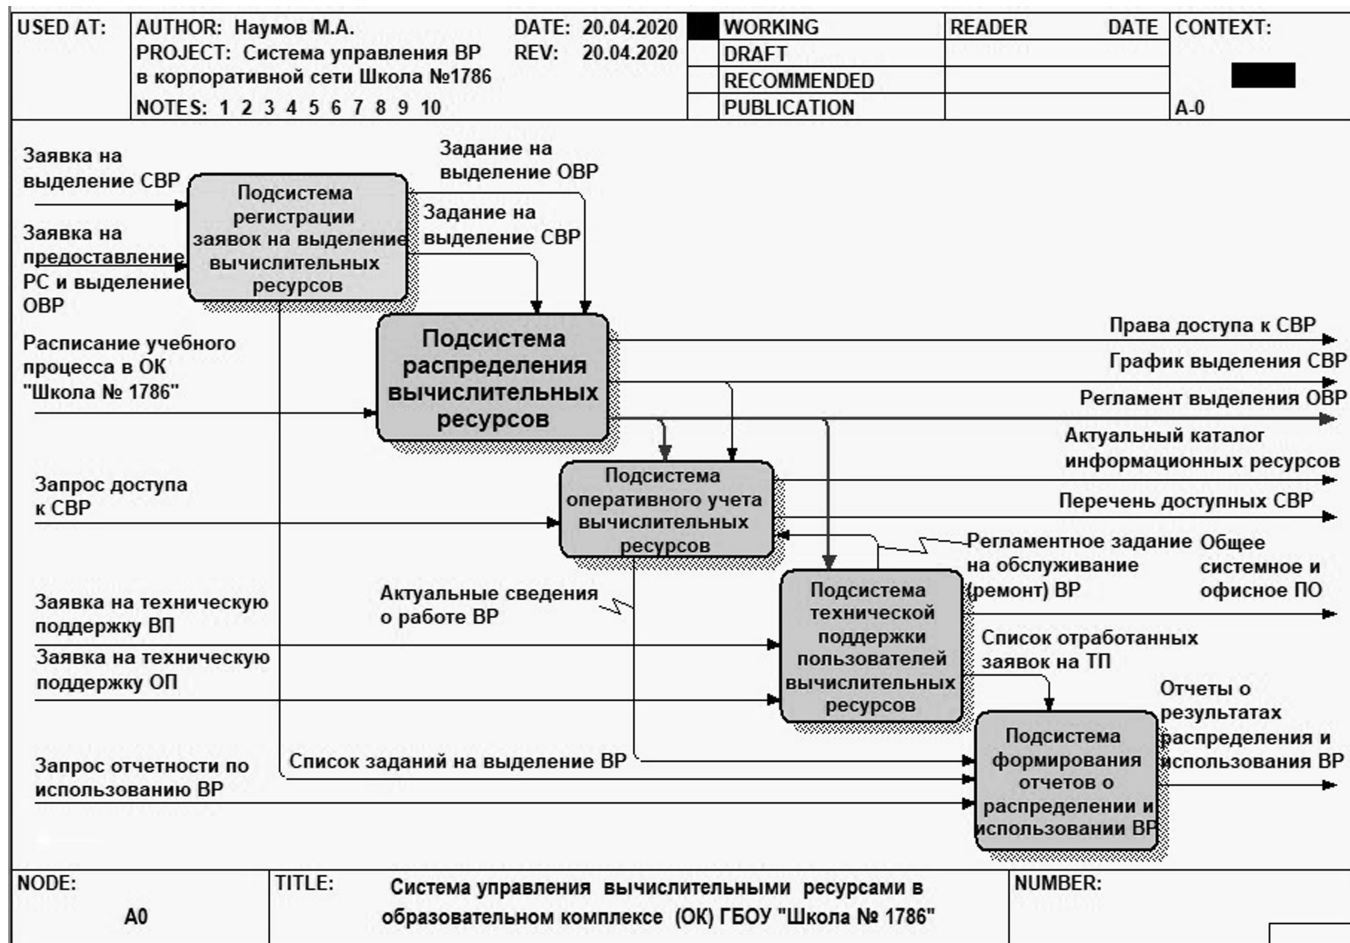 USED AT:
AUTHOR: Наумов М.А.
DATE: 20.04.2020
PROJECT: Система управления ВР
в корпоративной сети Школа №1786
REV: 20.04.2020
NOTES: 1 2 3 4 5 6 7 8 9 10
WORKING
DRAFT
RECOMMENDED
PUBLICATION
READER DATE
CONTEXT:
A-0
Заявка на
выделение СВР
Заявка на
предоставление
РС и выделение
ОВР
Подсистема
регистрации
заявок на выделение
вычислительных
ресурсов
Задание на
выделение ОВР
Задание на
выделение СВР
Расписание учебного
процесса в ОК
"Школа № 1786"
Подсистема
распределения
вычислительных
ресурсов
Права доступа к СВР
График выделения СВР
Регламент выделения ОВР
Актуальный каталог
информационных ресурсов
Запрос доступа
к СВР
Подсистема
оперативного учета
вычислительных
ресурсов
Перечень доступных СВР
Регламентное задание
на обслуживание
(ремонт) ВР
Общее
системное и
офисное ПО
Актуальные сведения
о работе ВР
Заявка на техническую
поддержку ВП
Заявка на техническую
поддержку ОП
Подсистема
технической
поддержки
пользователей
вычислительных
ресурсов
Список отработанных
заявок на ТП
Отчеты о
результатах
распределения и
использования ВР
Запрос отчетности по
использованию ВР
Список заданий на выделение ВР
Подсистема
формирования
отчетов о
распределении и
использовании ВР
NODE:
A0
TITLE:
Система управления вычислительными ресурсами в
образовательном комплексе (ОК) ГБОУ "Школа № 1786"
NUMBER: